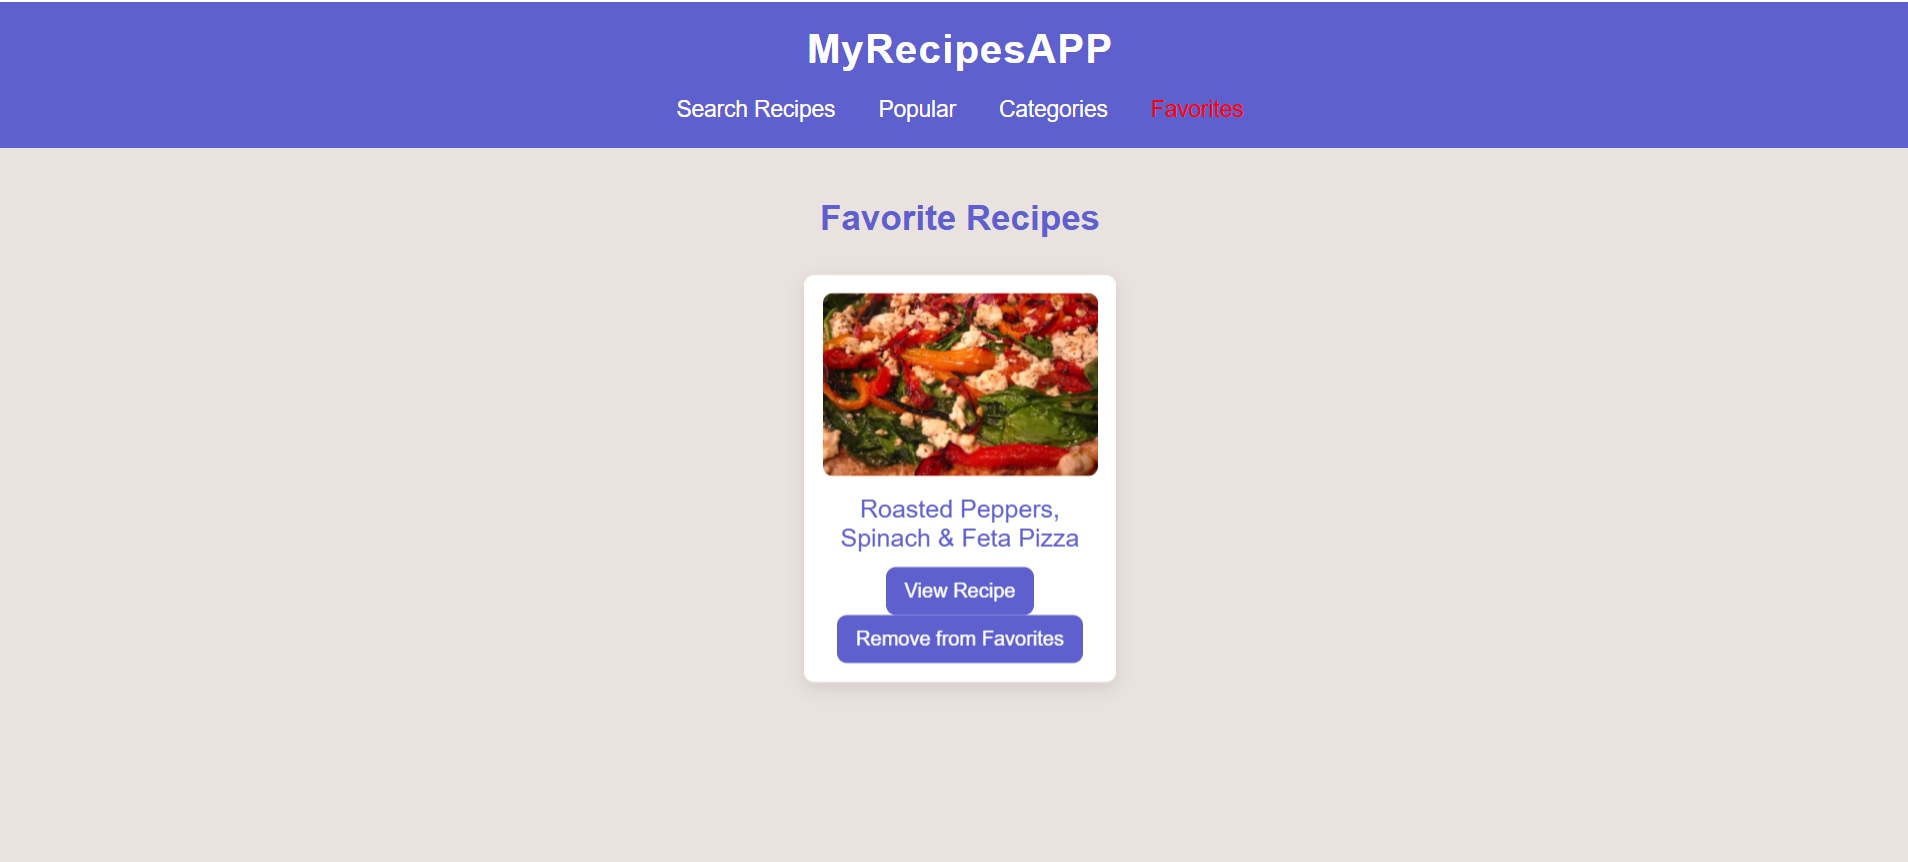 MyRecipesAPP
Search Recipes Popular Categories Favorites
Favorite Recipes
Roasted Peppers,
Spinach & Feta Pizza
View Recipe
Remove from Favorites